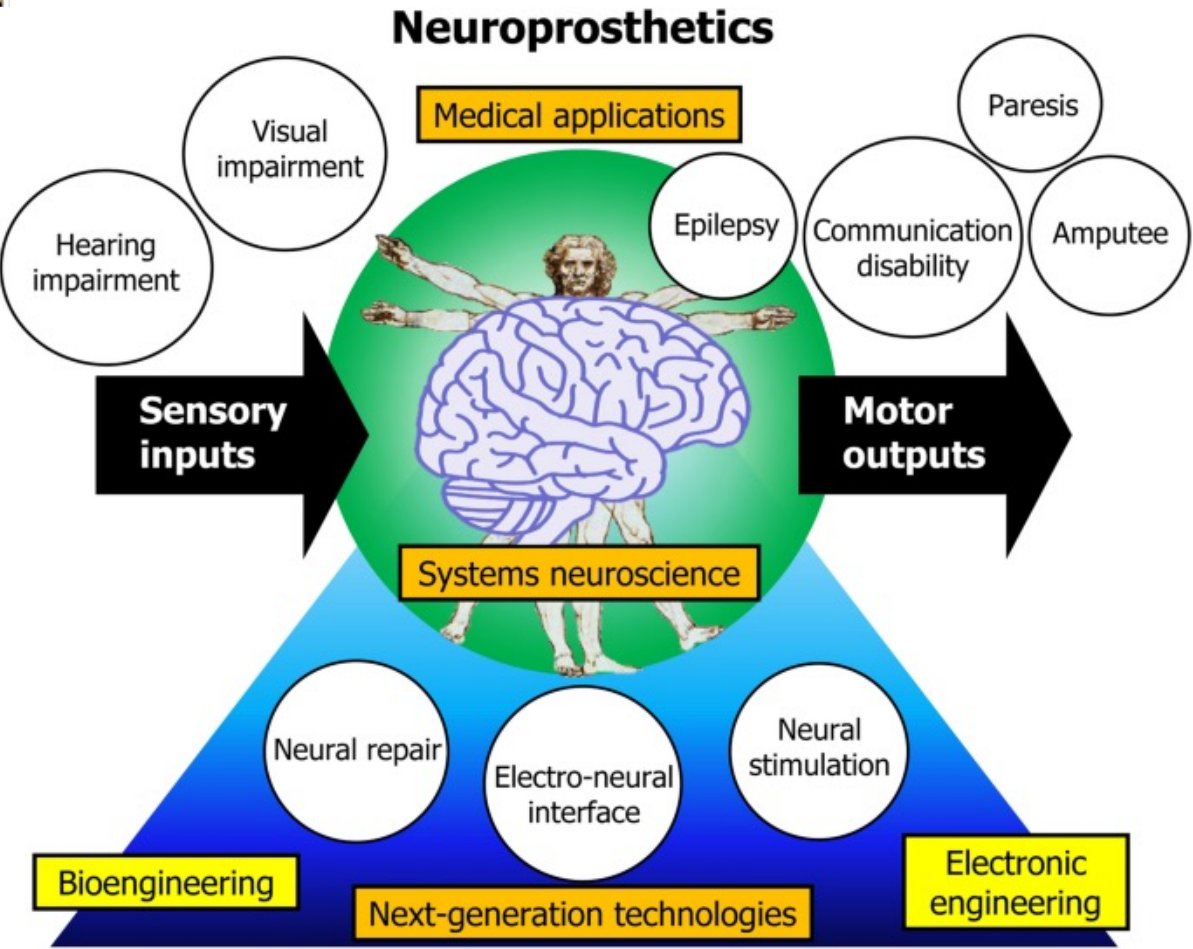 Neuroprosthetics
Medical applications
Visual
impairment
Hearing
impairment
Epilepsy
Communication
disability
Paresis
Amputee
Sensory
inputs
Motor
outputs
Systems neuroscience
Neural repair
Electro-neural
interface
Neural
stimulation
Bioengineering
Next-generation technologies
Electronic
engineering